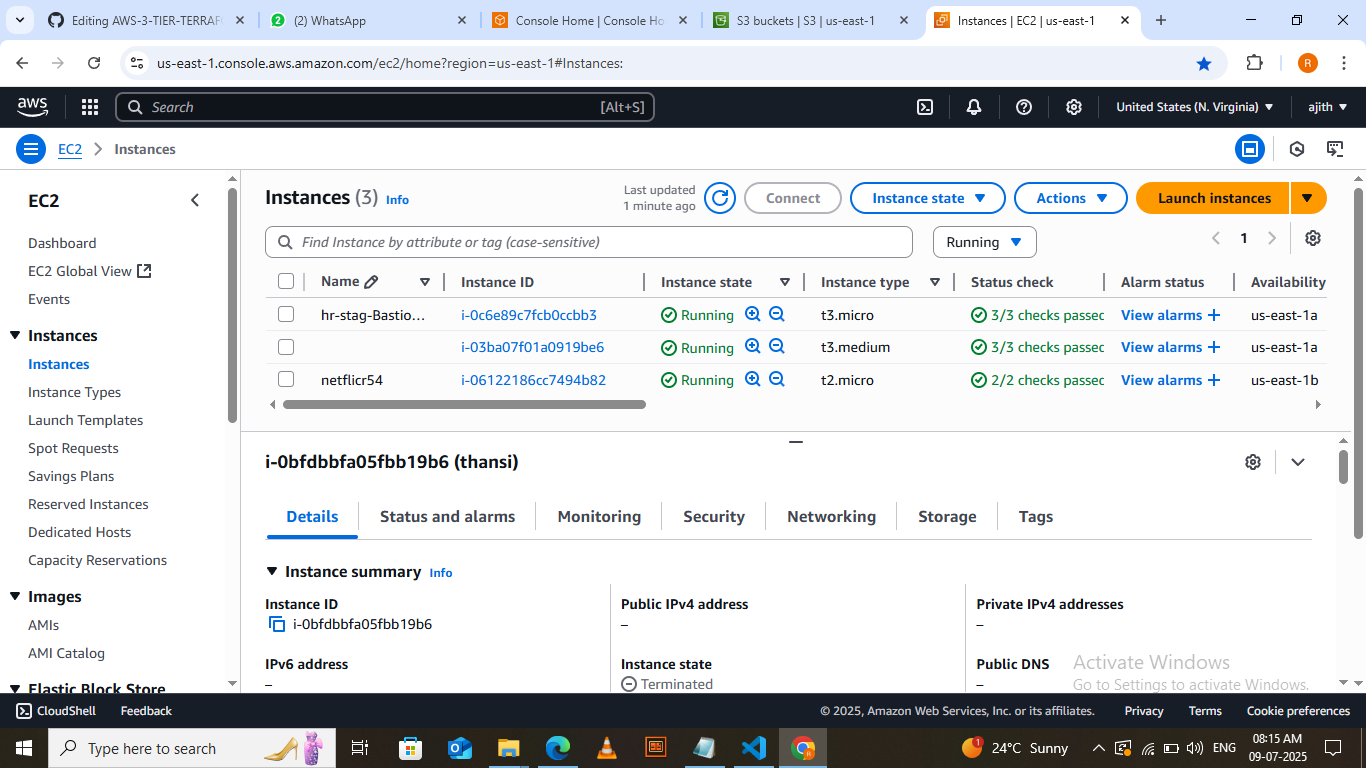 Editing AWS-3-TIER-TERRAF
(2) WhatsApp
Console Home | Console Ho
S3 buckets | S3 | us-east-1
Instances | EC2 | us-east-1
us-east-1.console.aws.amazon.com/ec2/home?region=us-east-1#Instances:
R
aws
Search
[Alt+S]
United States (N. Virginia)
ajith
EC2
Instances
EC2
Dashboard
EC2 Global View
Events
Instances
Instances
Instance Types
Launch Templates
Spot Requests
Savings Plans
Reserved Instances
Dedicated Hosts
Capacity Reservations
Images
AMIs
AMI Catalog
Elastic Block Store
Instances (3) Info
Last updated
1 minute ago
Connect
Instance state
Actions
Launch instances
Find Instance by attribute or tag (case-sensitive)
Running
1
Name Instance ID Instance state Instance type Status check Alarm status Availability
hr-stag-Bastio... i-0c6e89c7fcb0ccbb3 Running t3.micro 3/3 checks passed View alarms + us-east-1a
i-03ba07f01a0919be6 Running t3.medium 3/3 checks passed View alarms + us-east-1a
netflicr54 i-06122186cc7494b82 Running t2.micro 2/2 checks passed View alarms + us-east-1b
i-0bfdbbfa05fbb19b6 (thansi)
Details
Status and alarms
Monitoring
Security
Networking
Storage
Tags
Instance summary Info
Instance ID
i-0bfdbbfa05fbb19b6
Public IPv4 address
–
Private IPv4 addresses
–
IPv6 address
–
Instance state
Terminated
Public DNS
–
Activate Windows
Go to Settings to activate Windows.
CloudShell
Feedback
© 2025, Amazon Web Services, Inc. or its affiliates.
Privacy
Terms
Cookie preferences
Type here to search
24°C Sunny
ENG
08:15 AM
09-07-2025